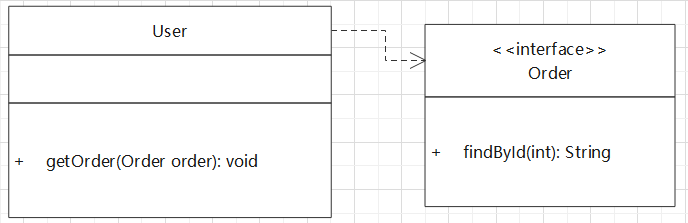 User
+ getOrder(Order order): void
<<interface>>
Order
+ findById(int): String